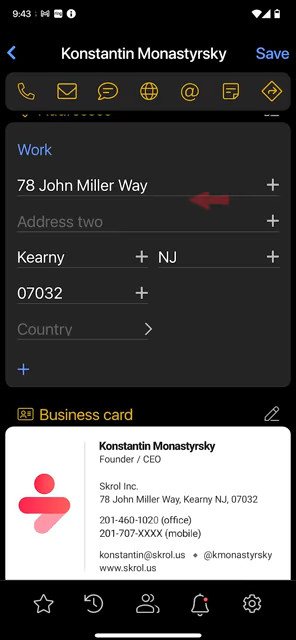 9:43
Konstantin Monastyrsky Save
Addresses
Work
78 John Miller Way
Address two
Kearny NJ
07032
Country
Business card
Konstantin Monastyrsky
Founder / CEO
Skrol Inc.
78 John Miller Way, Kearny NJ, 07032
201-460-1020 (office)
201-707-XXXX (mobile)
konstantin@skrol.us ◆ @kmonastyrsky
www.skrol.us